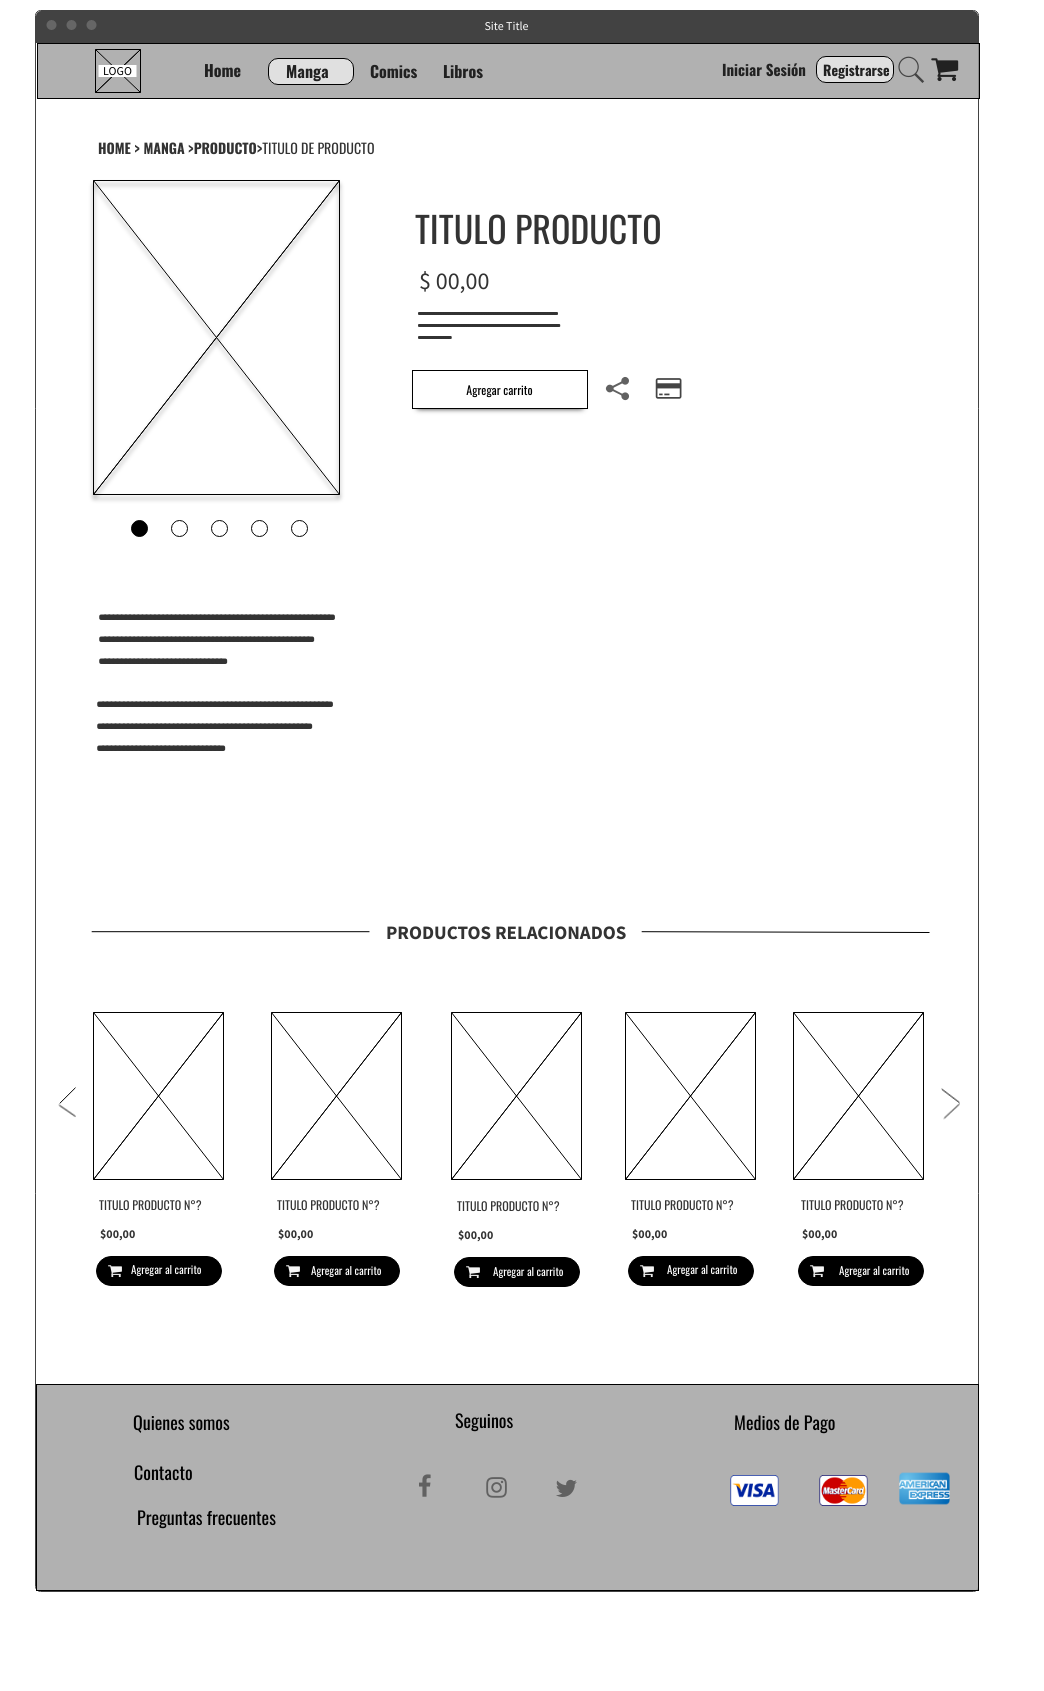 Site Title
LOGO
Home Manga Comics Libros Iniciar Sesión Registrarse
HOME > MANGA >PRODUCTO>TITULO DE PRODUCTO
TITULO PRODUCTO
$ 00,00
Agregar carrito
PRODUCTOS RELACIONADOS
TITULO PRODUCTO N°? TITULO PRODUCTO N°? TITULO PRODUCTO N°? TITULO PRODUCTO N°? TITULO PRODUCTO N°?
$00,00 $00,00 $00,00 $00,00 $00,00
Agregar al carrito Agregar al carrito Agregar al carrito Agregar al carrito Agregar al carrito
Quienes somos Seguinos Medios de Pago
Contacto
VISA MasterCard AMERICAN EXPRESS
Preguntas frecuentes